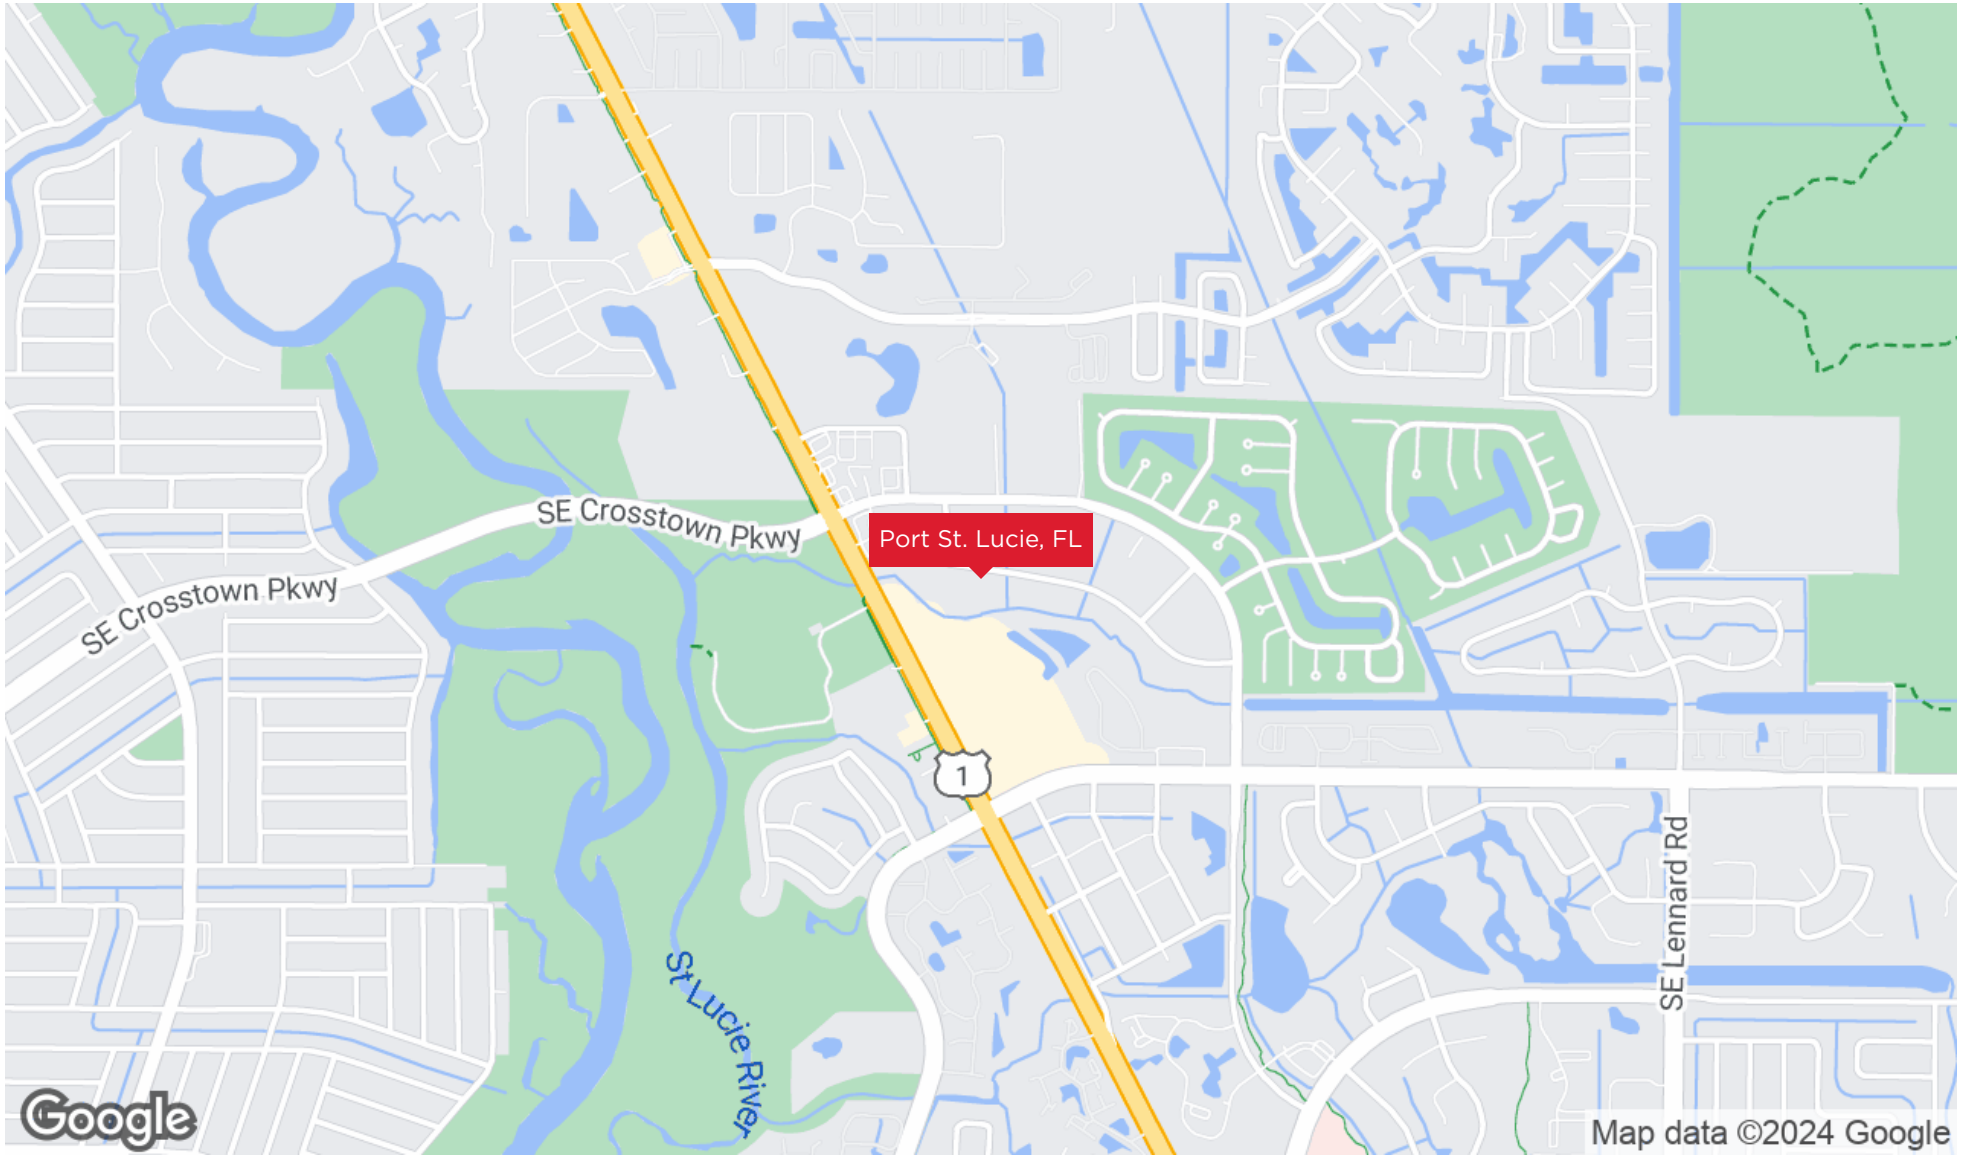 SE Crosstown Pkwy
Port St. Lucie, FL
SE Crosstown Pkwy
1
SE Lennard Rd
St Lucie River
Google
Map data ©2024 Google